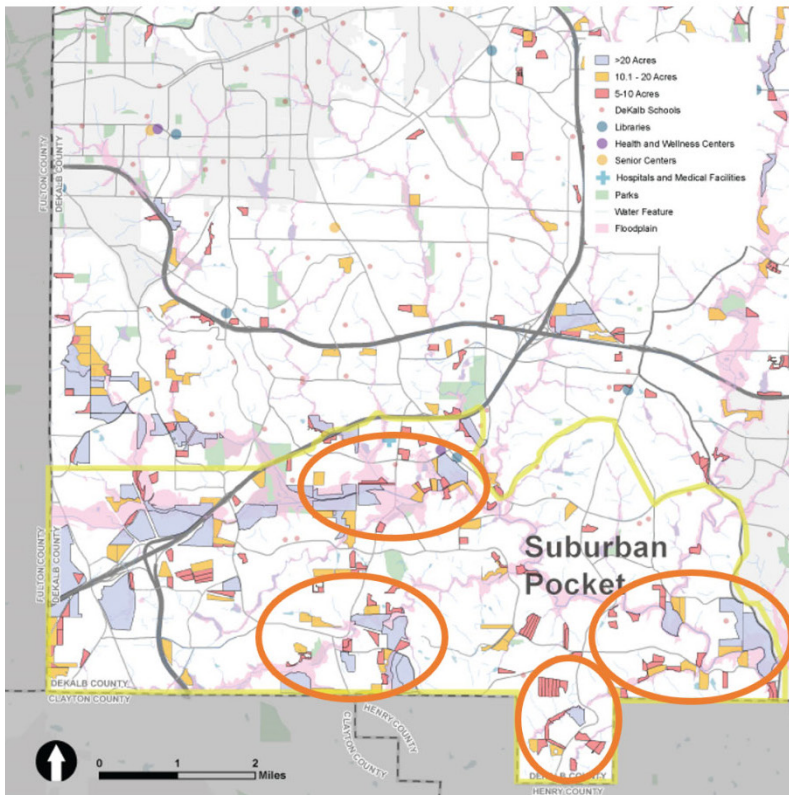 >20 Acres
10.1 - 20 Acres
5-10 Acres
DeKalb Schools
Libraries
Health and Wellness Centers
Senior Centers
Hospitals and Medical Facilities
Parks
Water Feature
Floodplain
FULTON COUNTY
DEKALB COUNTY
FULTON COUNTY
DEKALB COUNTY
Suburban
Pocket
DEKALB COUNTY
CLAYTON COUNTY
HENRY COUNTY
CLAYTON COUNTY
0 1 2
Miles
DEKALB COUNTY
HENRY COUNTY